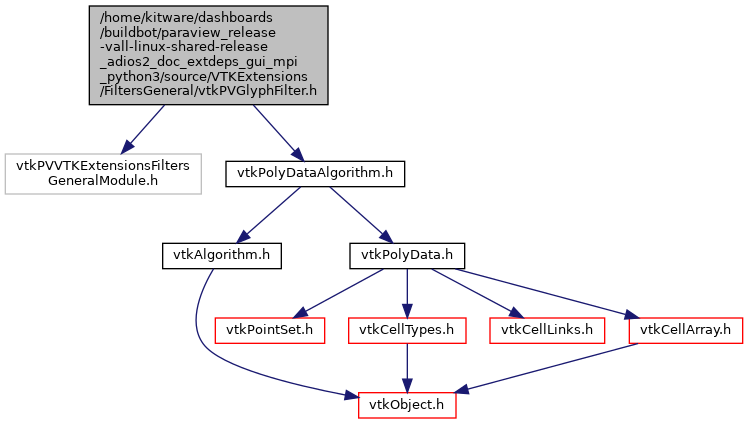 /home/kitware/dashboards
/buildbot/paraview_release
-vall-linux-shared-release
_adios2_doc_extdeps_gui_mpi
_python3/source/VTKExtensions
/FiltersGeneral/vtkPVGlyphFilter.h
vtkPVVTKExtensionsFilters
GeneralModule.h
vtkPolyDataAlgorithm.h
vtkAlgorithm.h
vtkPolyData.h
vtkPointSet.h
vtkCellTypes.h
vtkCellLinks.h
vtkCellArray.h
vtkObject.h